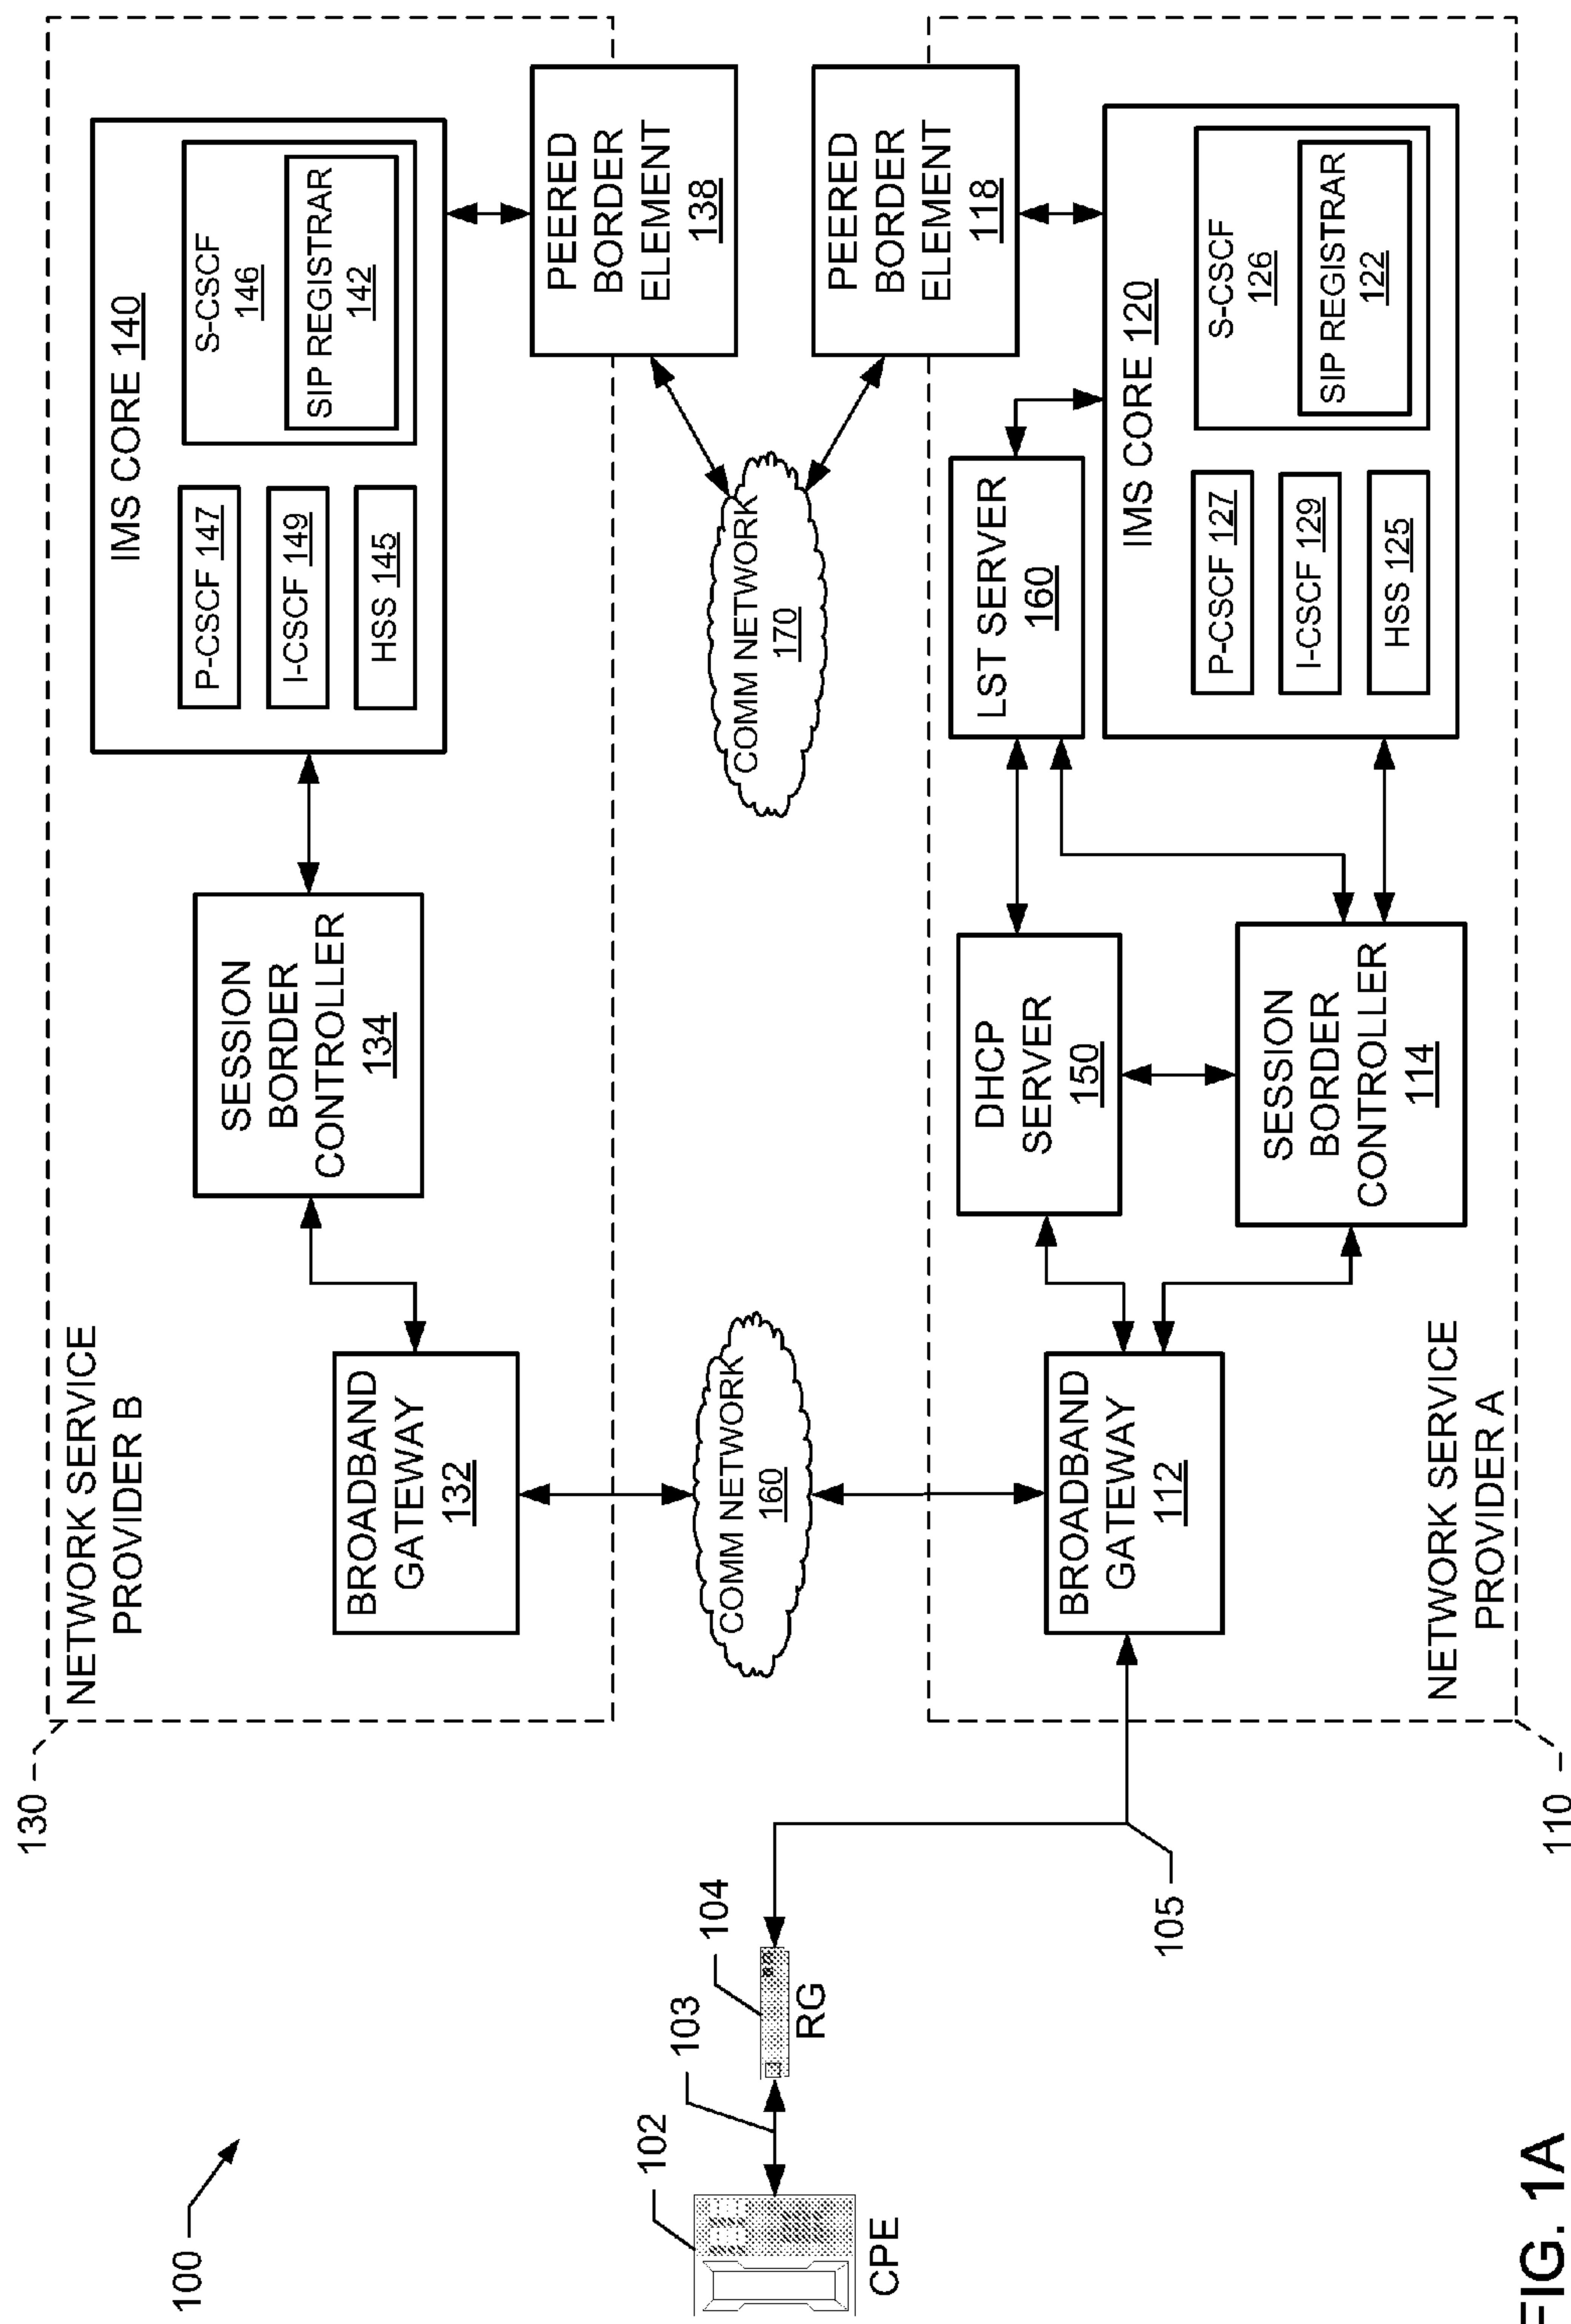 100
130
NETWORK SERVICE
PROVIDER B
BROADBAND
GATEWAY
132
SESSION
BORDER
CONTROLLER
134
IMS CORE 140
P-CSCF 147
I-CSCF 149
HSS 145
S-CSCF
146
SIP REGISTRAR
142
PEERED
BORDER
ELEMENT
138
102
CPE
103
104
RG
105
COMM NETWORK
160
COMM NETWORK
170
PEERED
BORDER
ELEMENT
118
BROADBAND
GATEWAY
112
DHCP
SERVER
150
LST SERVER
160
SESSION
BORDER
CONTROLLER
114
IMS CORE 120
P-CSCF 127
I-CSCF 129
HSS 125
S-CSCF
126
SIP REGISTRAR
122
NETWORK SERVICE
PROVIDER A
110
FIG. 1A